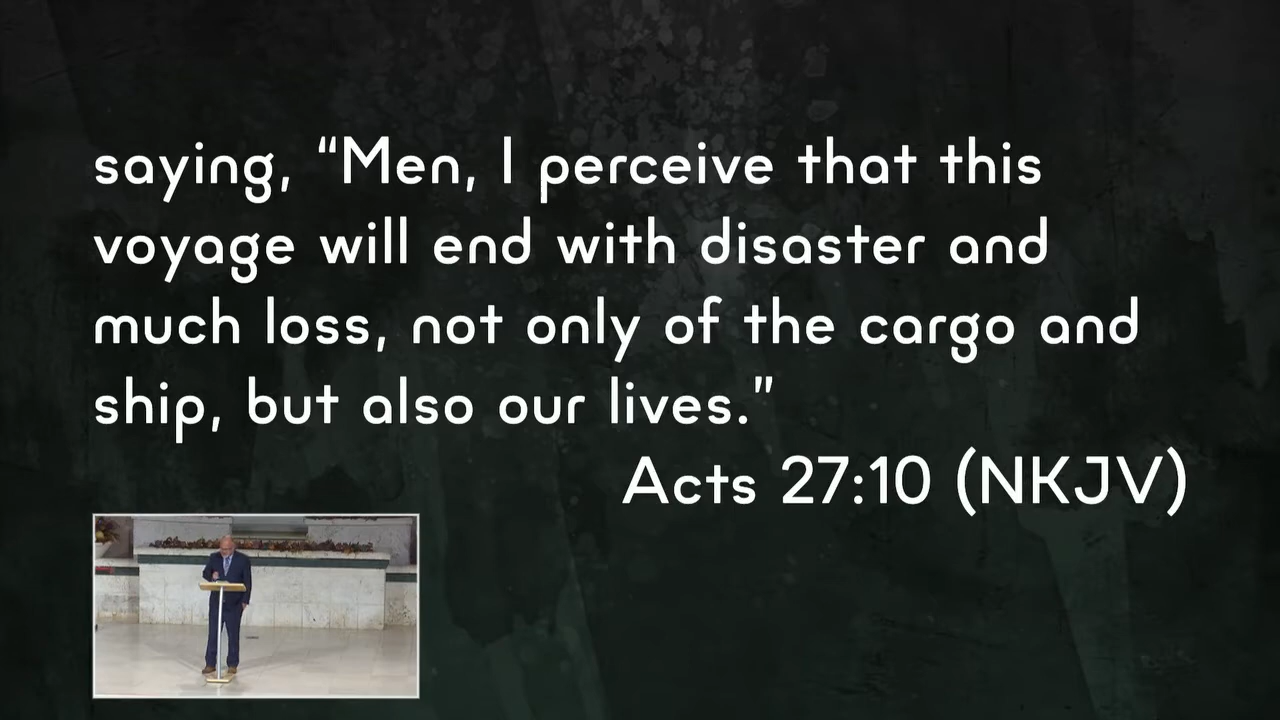 saying, “Men, I perceive that this
voyage will end with disaster and
much loss, not only of the cargo and
ship, but also our lives.”
Acts 27:10 (NKJV)